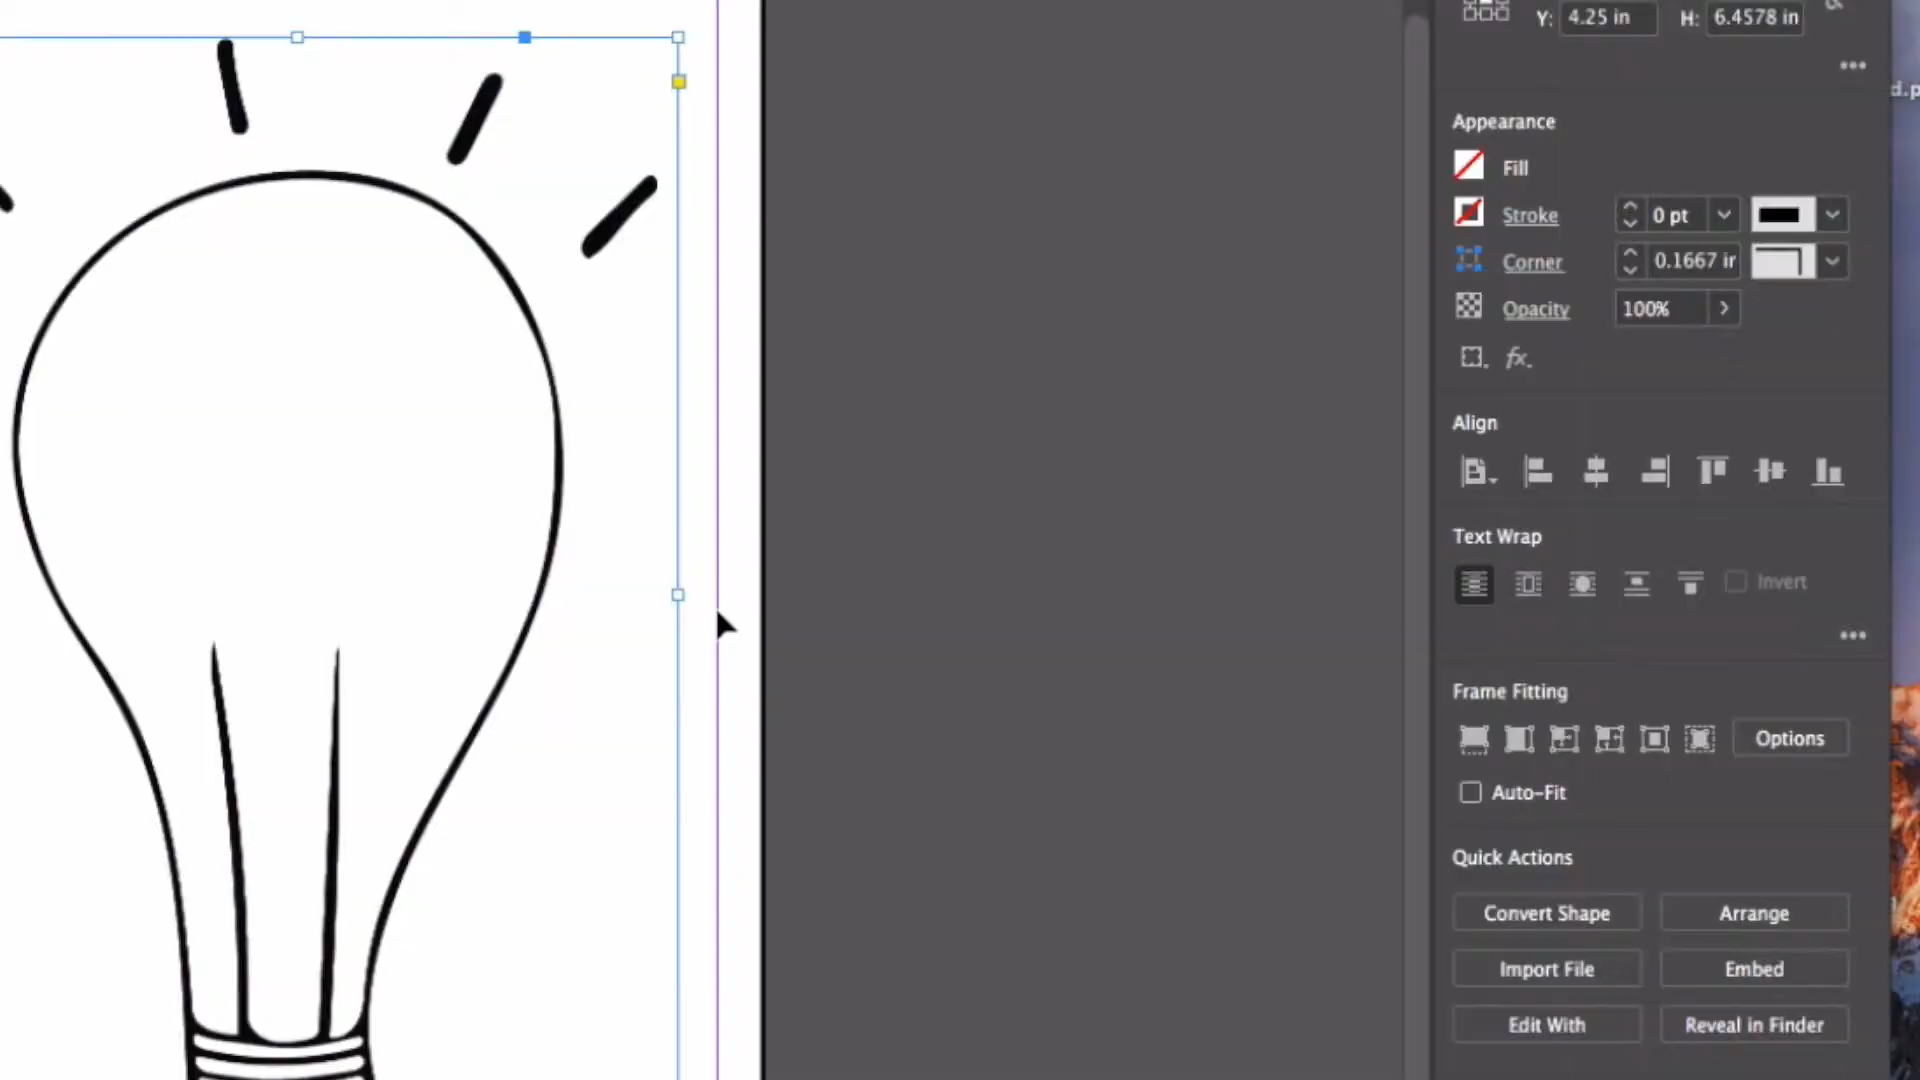 Y: 4.25 in H: 6.4578 in
d.p
Appearance
Fill
Stroke 0 pt
Corner 0.1667 ir
Opacity 100%
fx.
Align
Text Wrap
Invert
Frame Fitting
Options
Auto-Fit
Quick Actions
Convert Shape Arrange
Import File Embed
Edit With Reveal in Finder